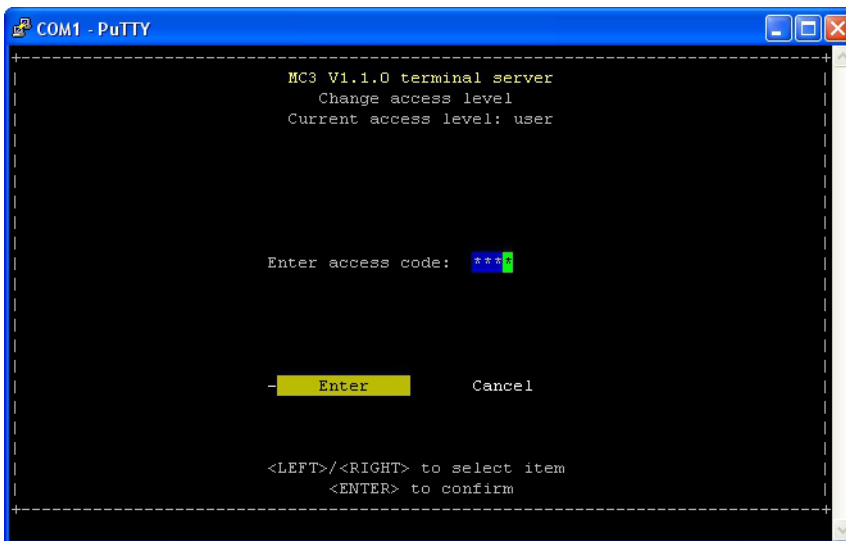 COM1 - PuTTY
MC3 V1.1.0 terminal server
Change access level
Current access level: user
Enter access code: ****
Enter Cancel
<LEFT>/<RIGHT> to select item
<ENTER> to confirm